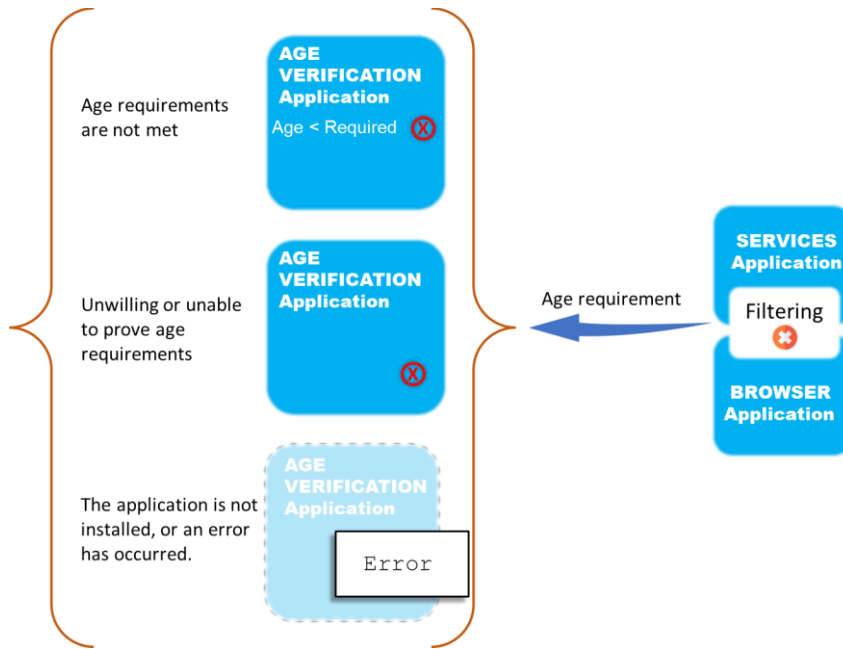 AGE
VERIFICATION
Application
Age requirements
are not met
Age < Required
X
AGE
VERIFICATION
Application
Unwilling or unable
to prove age
requirements
X
AGE
VERIFICATION
Application
The application is not
installed, or an error
has occurred.
Error
Age requirement
SERVICES
Application
Filtering
BROWSER
Application